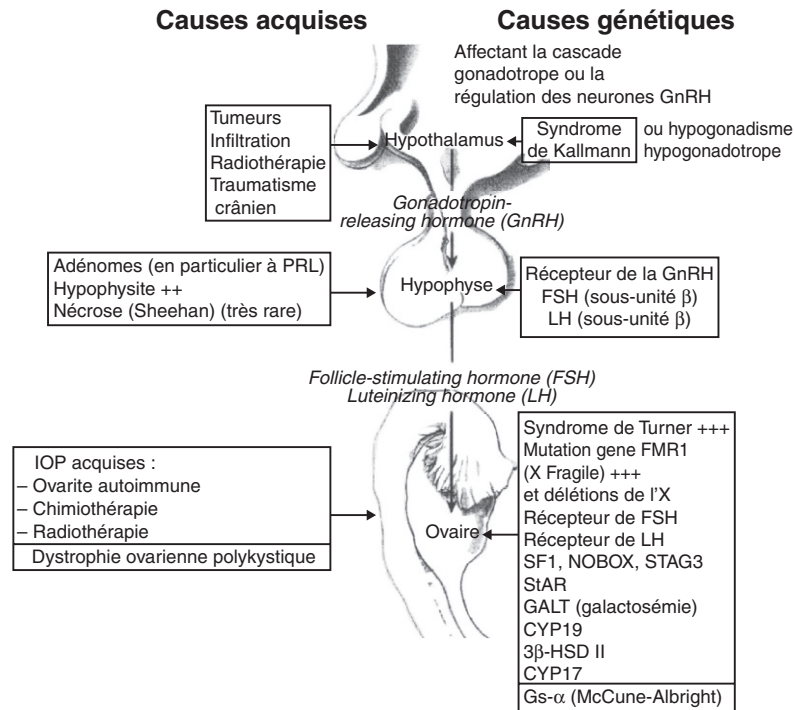 Causes acquises
Causes génétiques
Affectant la cascade
gonadotrope ou la
régulation des neurones GnRH
Tumeurs
Infiltration
Radiothérapie
Traumatisme
crânien
Hypothalamus
Syndrome
de Kallmann
ou hypogonadisme
hypogonadotrope
Gonadotropin-
releasing hormone (GnRH)
Adénomes (en particulier à PRL)
Hypophysite ++
Nécrose (Sheehan) (très rare)
Hypophyse
Récepteur de la GnRH
FSH (sous-unité β)
LH (sous-unité β)
Follicle-stimulating hormone (FSH)
Luteinizing hormone (LH)
IOP acquises :
– Ovarite autoimmune
– Chimiothérapie
– Radiothérapie
Dystrophie ovarienne polykystique
Ovaire
Syndrome de Turner +++
Mutation gene FMR1
(X Fragile) +++
et délétions de l'X
Récepteur de FSH
Récepteur de LH
SF1, NOBOX, STAG3
StAR
GALT (galactosémie)
CYP19
3β-HSD II
CYP17
Gs-α (McCune-Albright)